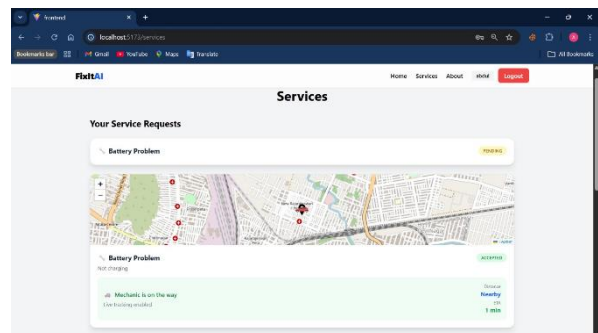 frontend
localhost:5173/services
Bookmarks bar Gmail YouTube Maps Translate All Bookmarks
FixItAI Home Services About abdul Logout
Services
Your Service Requests
Battery Problem PENDING
+
−
Battery Problem ACCEPTED
Not charging
Distance
Mechanic is on the way Nearby
Live tracking enabled ETA
1 min